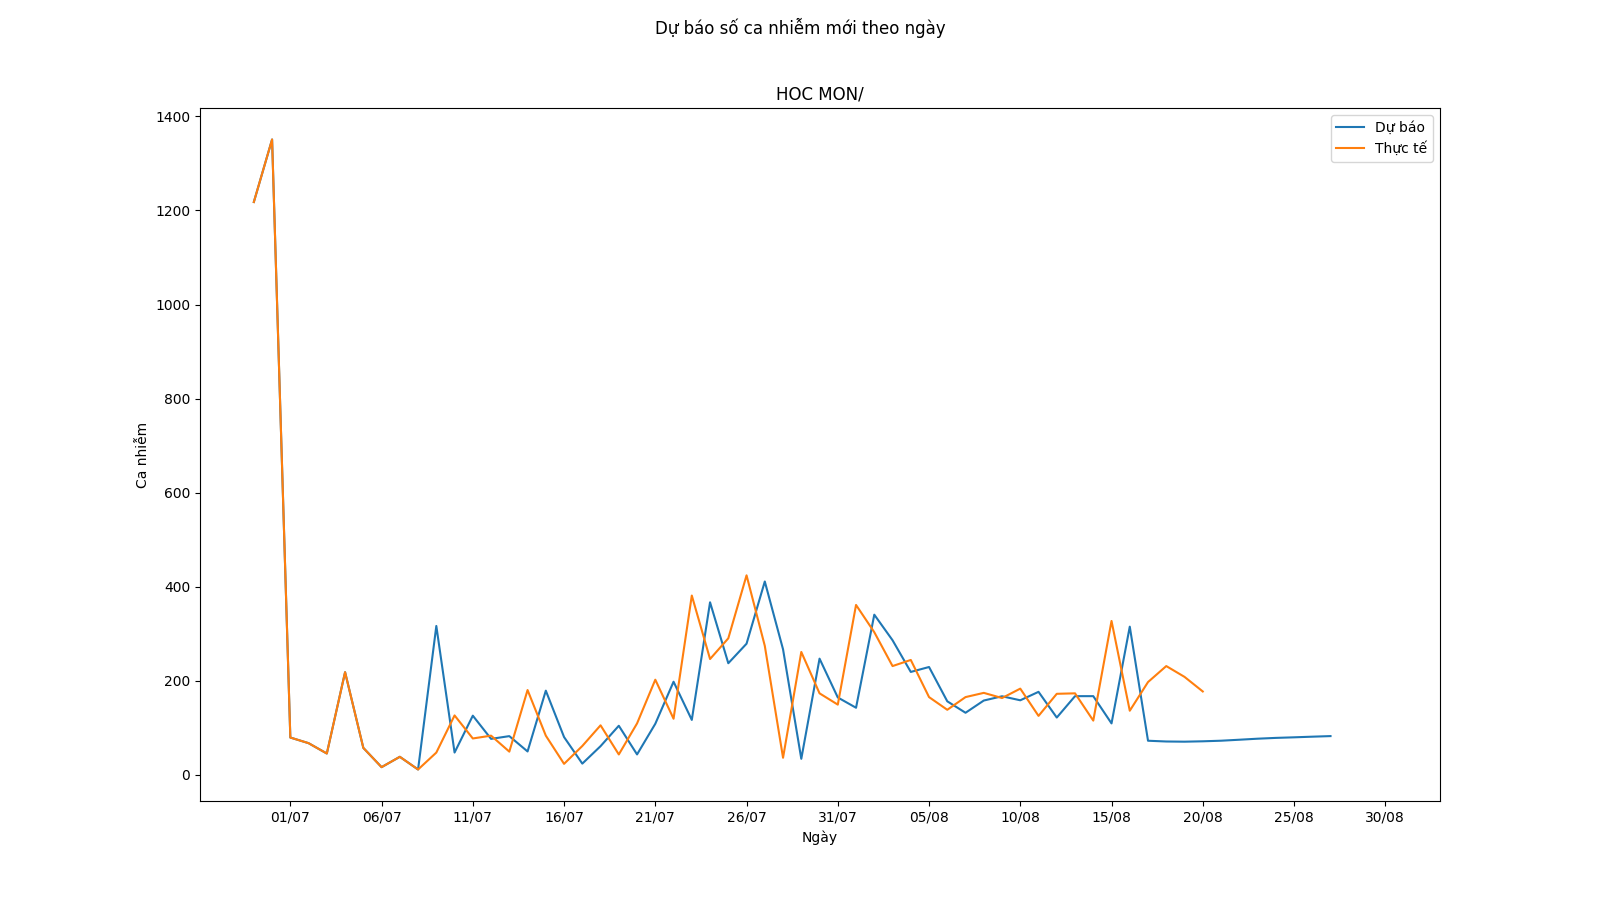 Dự báo số ca nhiễm mới theo ngày
HOC MON/
Dự báo
Thực tế
Ca nhiễm
1400
1200
1000
800
600
400
200
0
01/07 06/07 11/07 16/07 21/07 26/07 31/07 05/08 10/08 15/08 20/08 25/08 30/08
Ngày